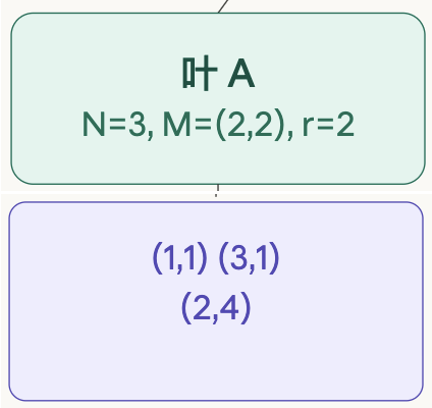 叶 A
N=3, M=(2,2), r=2
(1,1) (3,1)
(2,4)